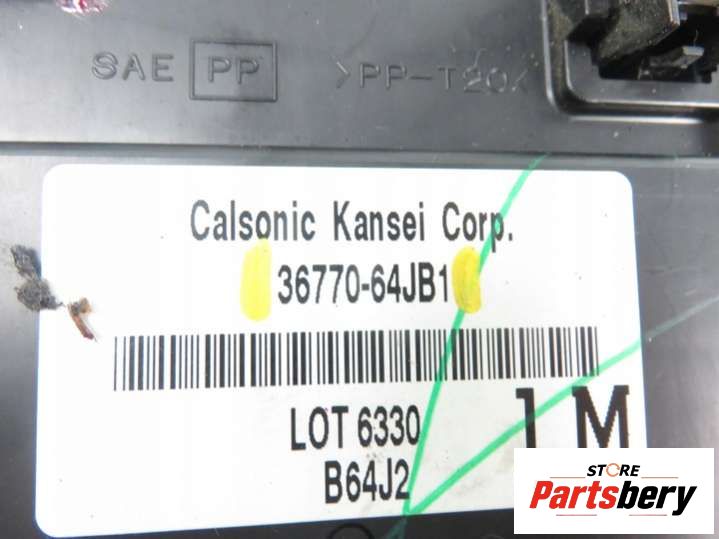 SAE PP >PP-T20<
Calsonic Kansei Corp.
36770-64JB1
LOT 6330
1 M
B64J2
STORE
Partsbery